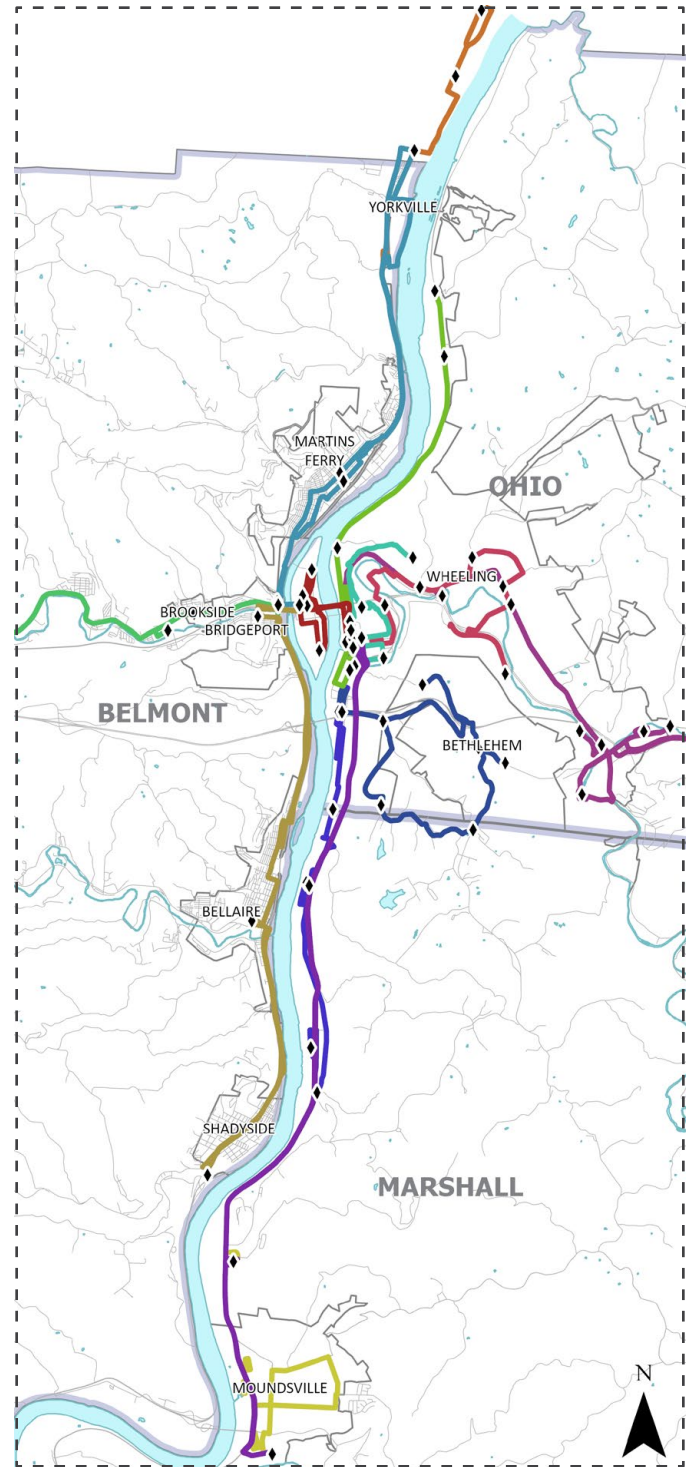 YORKVILLE
MARTINS
FERRY
OHIO
WHEELING
BROOKSIDE
BRIDGEPORT
BELMONT
BETHLEHEM
BELLAIRE
SHADYSIDE
MARSHALL
N
MOUNDSVILLE